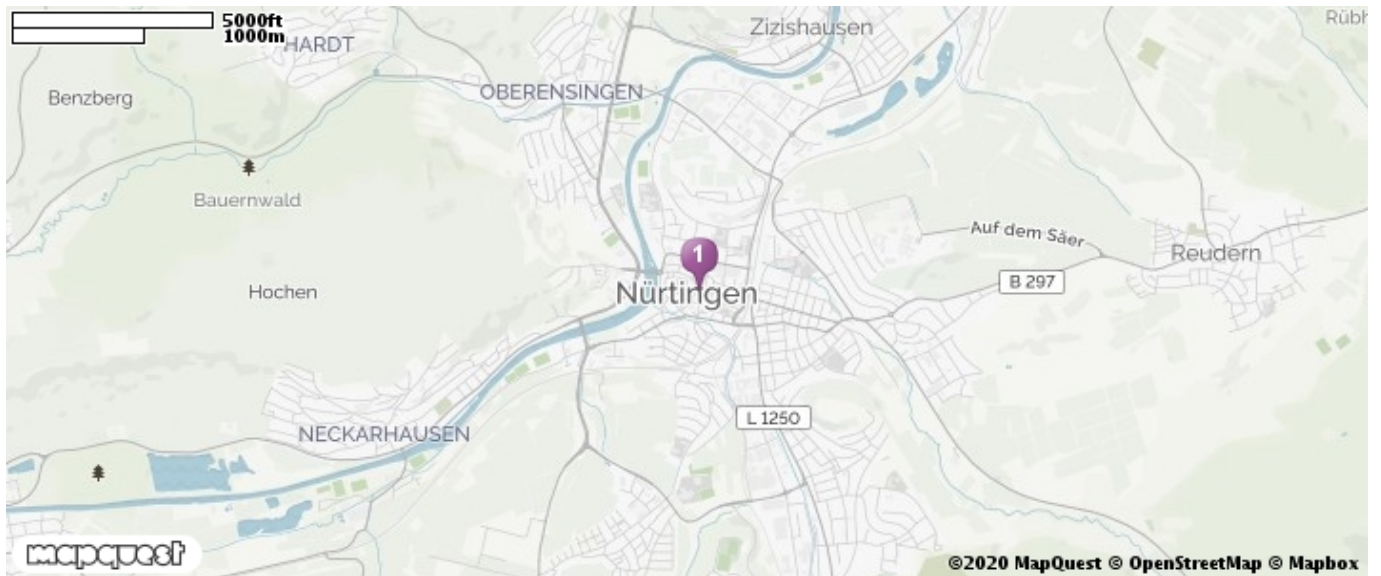 5000ft
1000m
HARDT
Zizishausen
Benzberg
OBERENSINGEN
Bauernwald
Auf dem Säer
Reudern
1
B 297
Hochen
Nürtingen
L 1250
NECKARHAUSEN
mapquest
©2020 MapQuest © OpenStreetMap © Mapbox